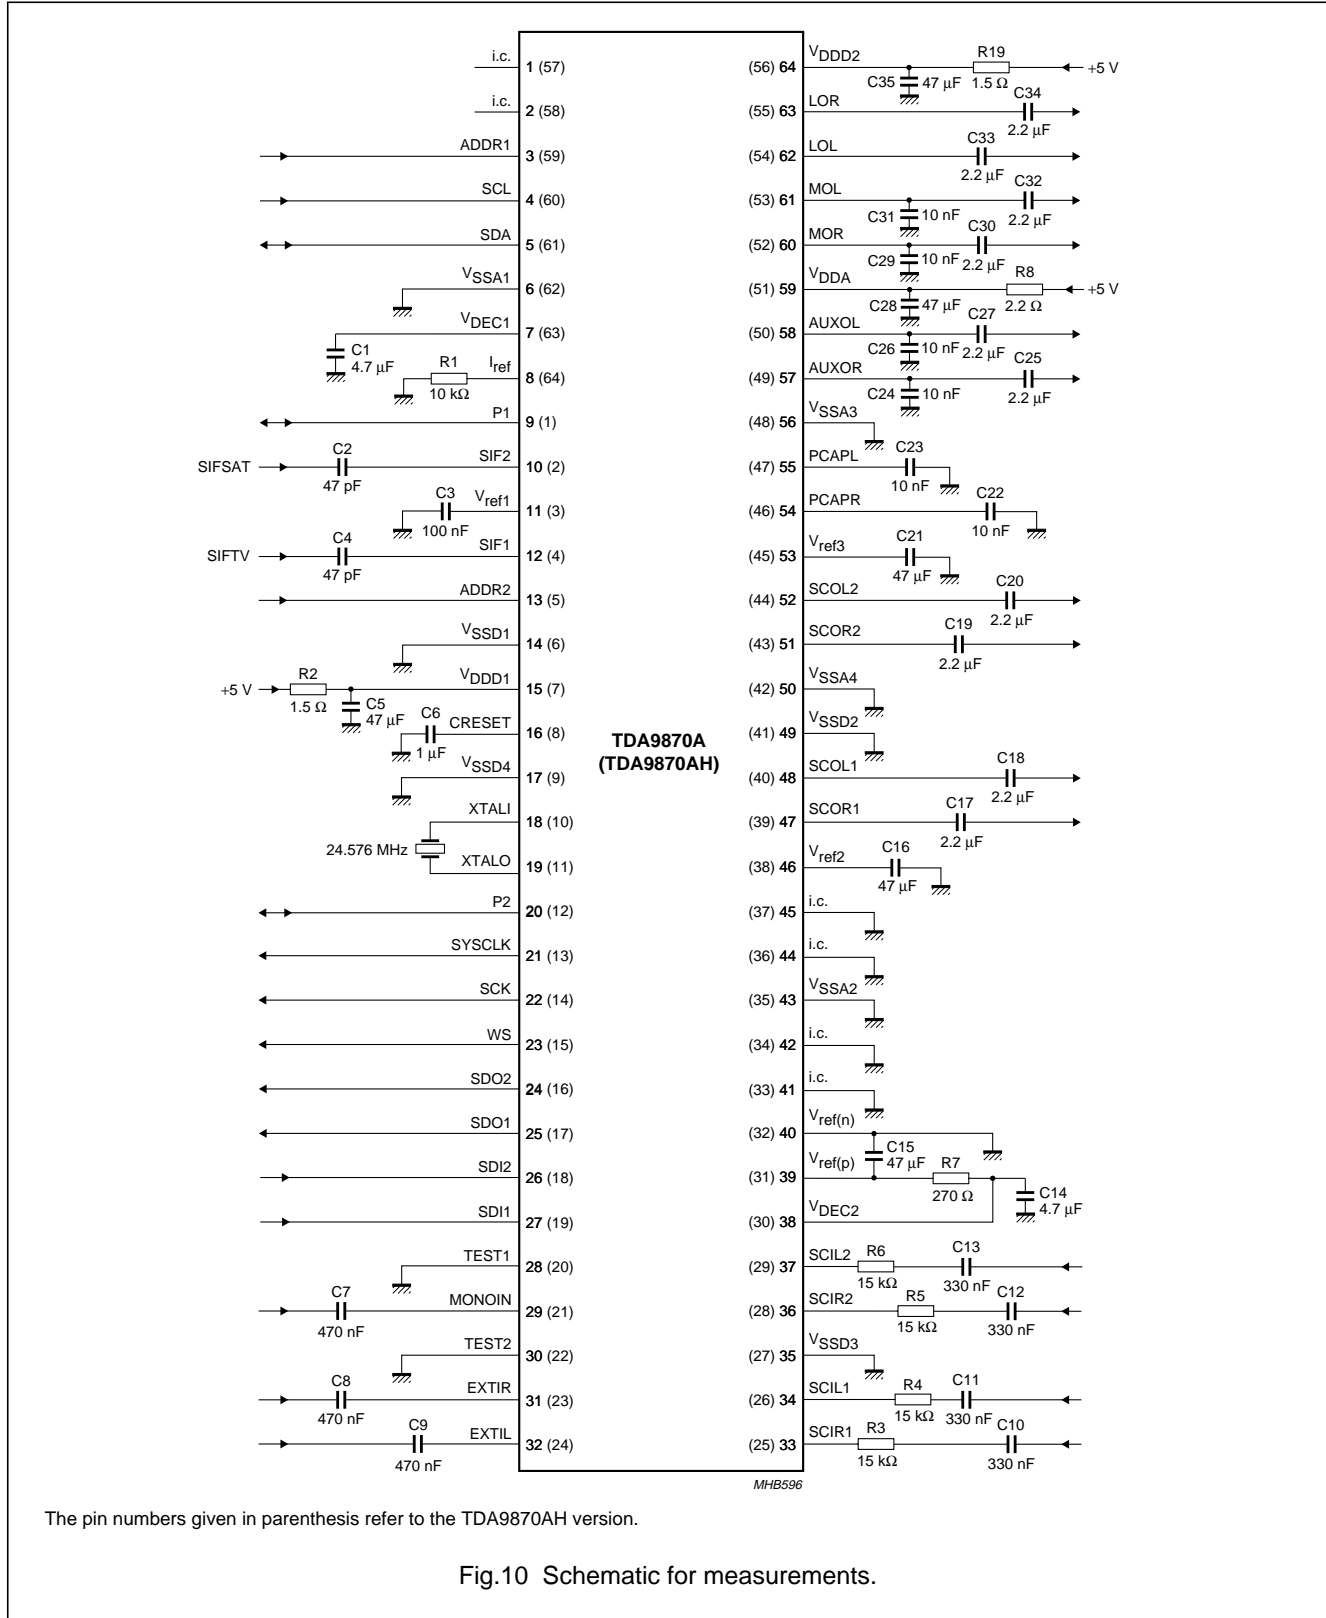 i.c.
1 (57)
i.c.
2 (58)
ADDR1
3 (59)
SCL
4 (60)
SDA
5 (61)
VSSA1
6 (62)
VDEC1
7 (63)
C1
4.7 μF
R1
Iref
8 (64)
10 kΩ
P1
9 (1)
SIFSAT
C2
SIF2
10 (2)
47 pF
C3
Vref1
11 (3)
100 nF
SIFTV
C4
SIF1
12 (4)
47 pF
ADDR2
13 (5)
VSSD1
14 (6)
+5 V
R2
VDDD1
15 (7)
1.5 Ω
C5
47 μF
C6
CRESET
16 (8)
1 μF
VSSD4
17 (9)
XTALI
18 (10)
24.576 MHz
XTALO
19 (11)
P2
20 (12)
SYSCLK
21 (13)
SCK
22 (14)
WS
23 (15)
SDO2
24 (16)
SDO1
25 (17)
SDI2
26 (18)
SDI1
27 (19)
TEST1
28 (20)
C7
MONOIN
29 (21)
470 nF
TEST2
30 (22)
C8
EXTIR
31 (23)
470 nF
C9
EXTIL
32 (24)
470 nF
TDA9870A
(TDA9870AH)
(56) 64
VDDD2
C35
47 μF
R19
1.5 Ω
+5 V
(55) 63
LOR
C34
2.2 μF
(54) 62
LOL
C33
2.2 μF
(53) 61
MOL
C31
10 nF
C32
2.2 μF
(52) 60
MOR
C29
10 nF
C30
2.2 μF
(51) 59
VDDA
C28
47 μF
R8
2.2 Ω
+5 V
(50) 58
AUXOL
C26
10 nF
C27
2.2 μF
(49) 57
AUXOR
C24
10 nF
C25
2.2 μF
(48) 56
VSSA3
(47) 55
PCAPL
C23
10 nF
(46) 54
PCAPR
C22
10 nF
(45) 53
Vref3
C21
47 μF
(44) 52
SCOL2
C20
2.2 μF
(43) 51
SCOR2
C19
2.2 μF
(42) 50
VSSA4
(41) 49
VSSD2
(40) 48
SCOL1
C18
2.2 μF
(39) 47
SCOR1
C17
2.2 μF
(38) 46
Vref2
C16
47 μF
(37) 45
i.c.
(36) 44
i.c.
(35) 43
VSSA2
(34) 42
i.c.
(33) 41
i.c.
(32) 40
Vref(n)
C15
47 μF
(31) 39
Vref(p)
R7
270 Ω
C14
4.7 μF
(30) 38
VDEC2
(29) 37
SCIL2
R6
15 kΩ
C13
330 nF
(28) 36
SCIR2
R5
15 kΩ
C12
330 nF
(27) 35
VSSD3
(26) 34
SCIL1
R4
15 kΩ
C11
330 nF
(25) 33
SCIR1
R3
15 kΩ
C10
330 nF
MHB596
The pin numbers given in parenthesis refer to the TDA9870AH version.
Fig.10 Schematic for measurements.